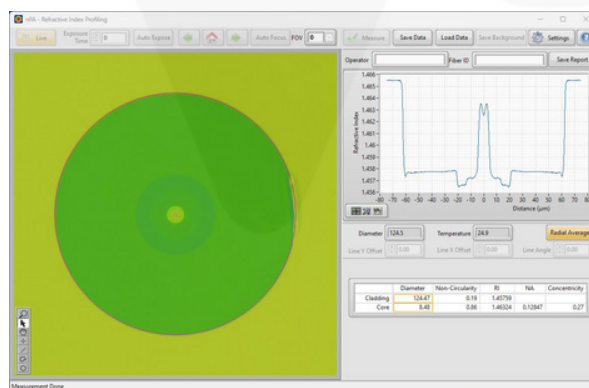 nPA - Refractive Index Profiling
Live Exposure Time 0 Auto Expose Auto Focus FOV 0 Measure Save Data Load Data Save Background Settings
Operator Fiber ID Save Report
1.466
1.465
1.464
1.463
1.462
1.461
1.46
1.459
1.458
1.457
1.456
Refractive Index
-80 -70 -60 -50 -40 -30 -20 -10 0 10 20 30 40 50 60 70 80
Distance (µm)
Diameter 124.5 Temperature 24.9 Radial Average
Line Y Offset 0.00 Line X Offset 0.00 Line Angle 0.00
Diameter Non-Circularity RI NA Concentricity
Cladding 124.47 0.19 1.45759
Core 8.48 0.86 1.46324 0.12847 0.27
Measurement Done